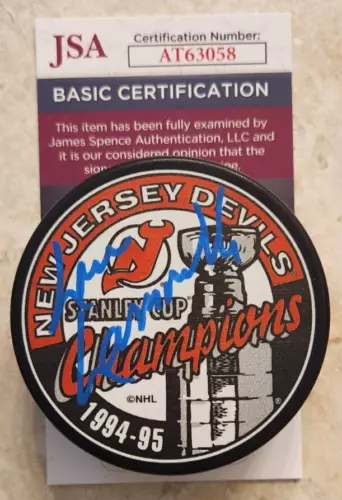 JSA
Certification Number:
AT63058
BASIC CERTIFICATION
This item has been fully examined by
James Spence Authentication, LLC and
it is our considered opinion that the
NEW JERSEY DEVILS
NJ
STANLEY CUP
Champions
©NHL
1994-95